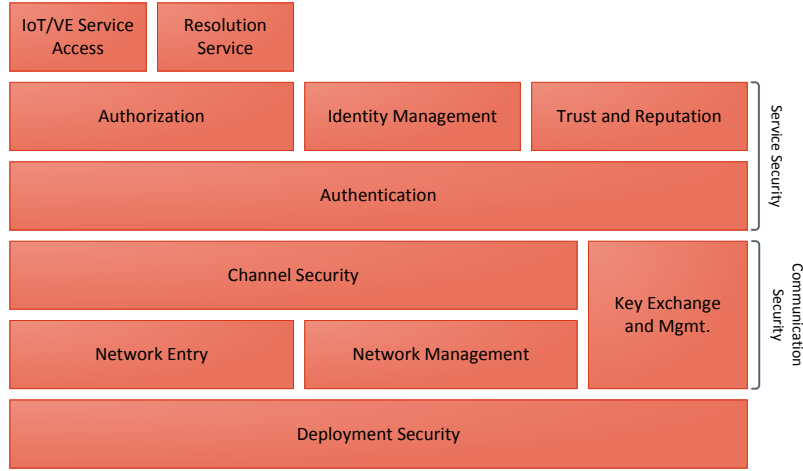 IoT/VE Service
Access
Resolution
Service
Authorization
Identity Management
Trust and Reputation
Service Security
Authentication
Channel Security
Key Exchange
and Mgmt.
Communication
Security
Network Entry
Network Management
Deployment Security